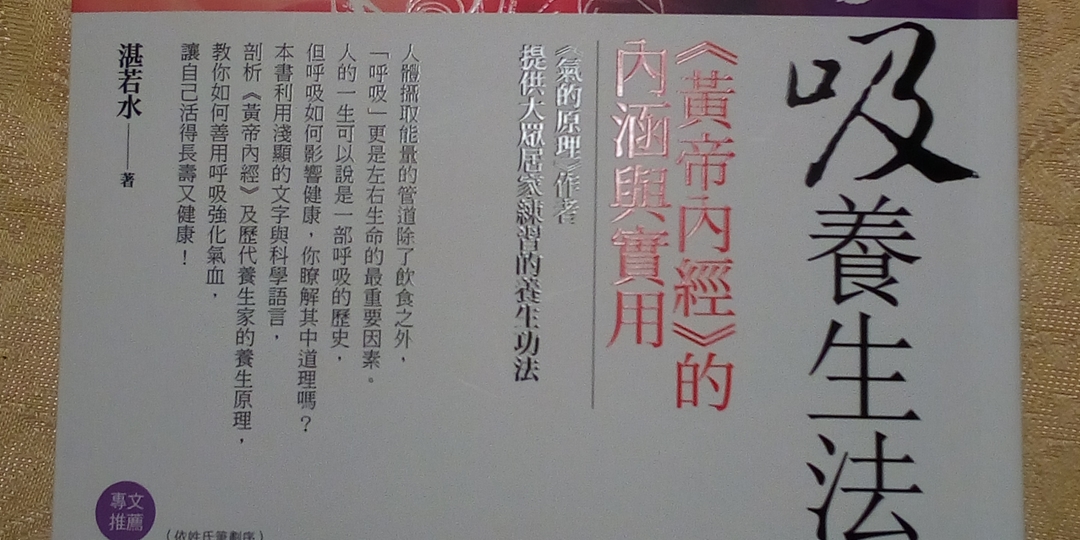 吸養生法
《黃帝內經》的
內涵與實用
《氣的原理》作者
提供大眾居家練習的養生功法
人體攝取能量的管道除了飲食之外，
「呼吸」更是左右生命的最重要因素。
人的一生可以說是一部呼吸的歷史，
但呼吸如何影響健康，你瞭解其中道理嗎？
本書利用淺顯的文字與科學語言，
剖析《黃帝內經》及歷代養生家的養生原理，
教你如何善用呼吸強化氣血，
讓自己活得長壽又健康！
湛若水──著
專文
推薦
（依姓氏筆劃序）